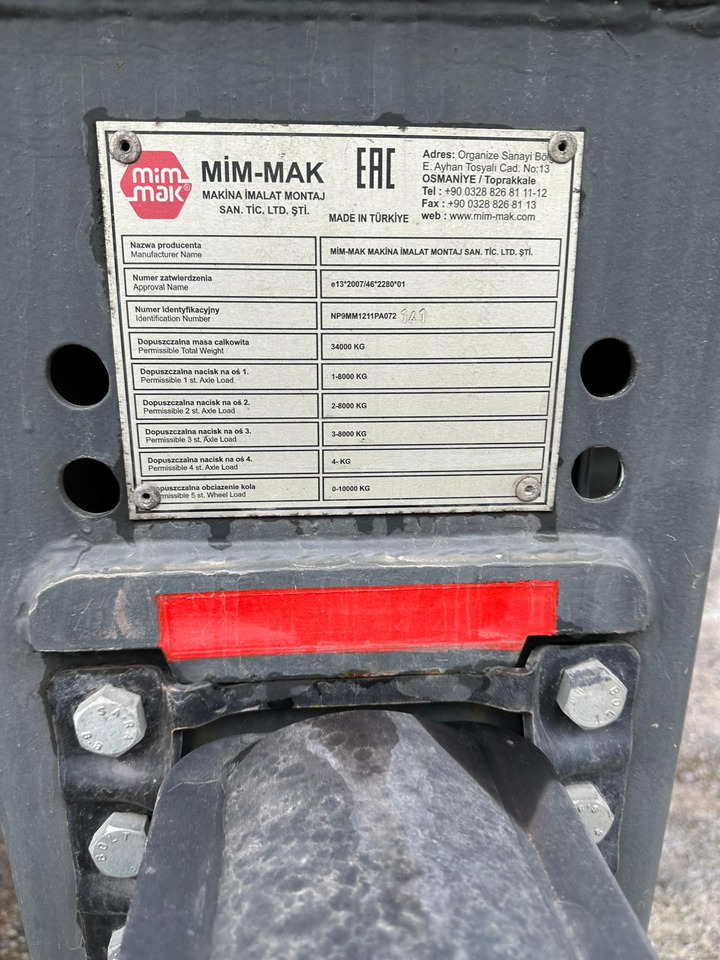 mim
mak®
MİM-MAK
MAKİNA İMALAT MONTAJ
SAN. TİC. LTD. ŞTİ.
EAC
MADE IN TÜRKİYE
Adres: Organize Sanayi
E. Ayhan Tosyalı Cad. No:13
OSMANİYE / Toprakkale
Tel : +90 0328 826 81 11-12
Fax : +90 0328 826 81 13
web : www.mim-mak.com
Nazwa producenta
Manufacturer Name
MİM-MAK MAKİNA İMALAT MONTAJ SAN. TİC. LTD. ŞTİ.
Numer zatwierdzenia
Approval Name
e13*2007/46*2280*01
Numer identyfikacyjny
Identification Number
NP9MM1211PA072 141
Dopuszczalna masa calkowita
Permissible Total Weight
34000 KG
Dopuszczalna nacisk na oś 1.
Permissible 1 st. Axle Load
1-8000 KG
Dopuszczalna nacisk na oś 2.
Permissible 2 st. Axle Load
2-8000 KG
Dopuszczalna nacisk na oś 3.
Permissible 3 st. Axle Load
3-8000 KG
Dopuszczalna nacisk na oś 4.
Permissible 4 st. Axle Load
4- KG
Dopuszczalna obciazenie kola
Permissible 5 st. Wheel Load
0-10000 KG
SARA
8.8
BOLT